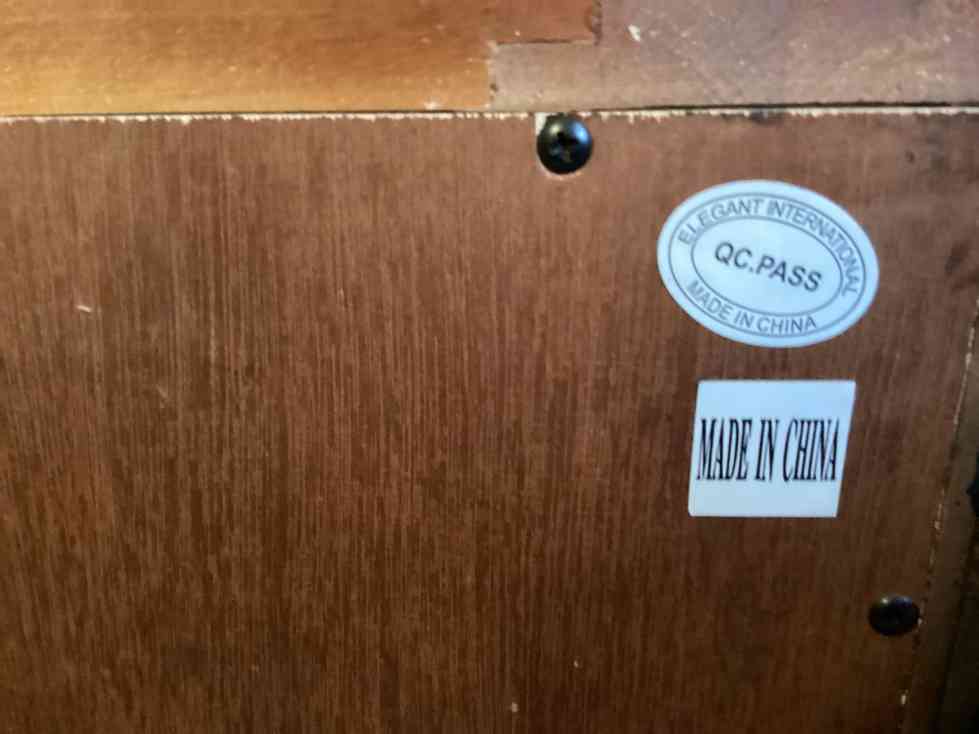 ELEGANT INTERNATIONAL
QC.PASS
MADE IN CHINA
MADE IN CHINA